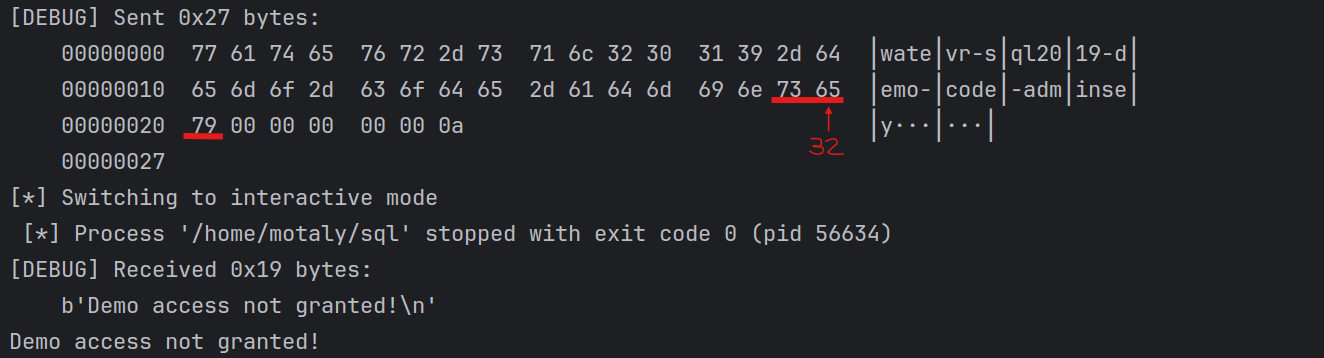 [DEBUG] Sent 0x27 bytes:
00000000  77 61 74 65  76 72 2d 73  71 6c 32 30  31 39 2d 64  │wate│vr-s│ql20│19-d│
00000010  65 6d 6f 2d  63 6f 64 65  2d 61 64 6d  69 6e 73 65  │emo-│code│-adm│inse│
00000020  79 00 00 00  00 00 0a  │y···│···│
32
00000027
[*] Switching to interactive mode
[*] Process '/home/motaly/sql' stopped with exit code 0 (pid 56634)
[DEBUG] Received 0x19 bytes:
b'Demo access not granted!\n'
Demo access not granted!